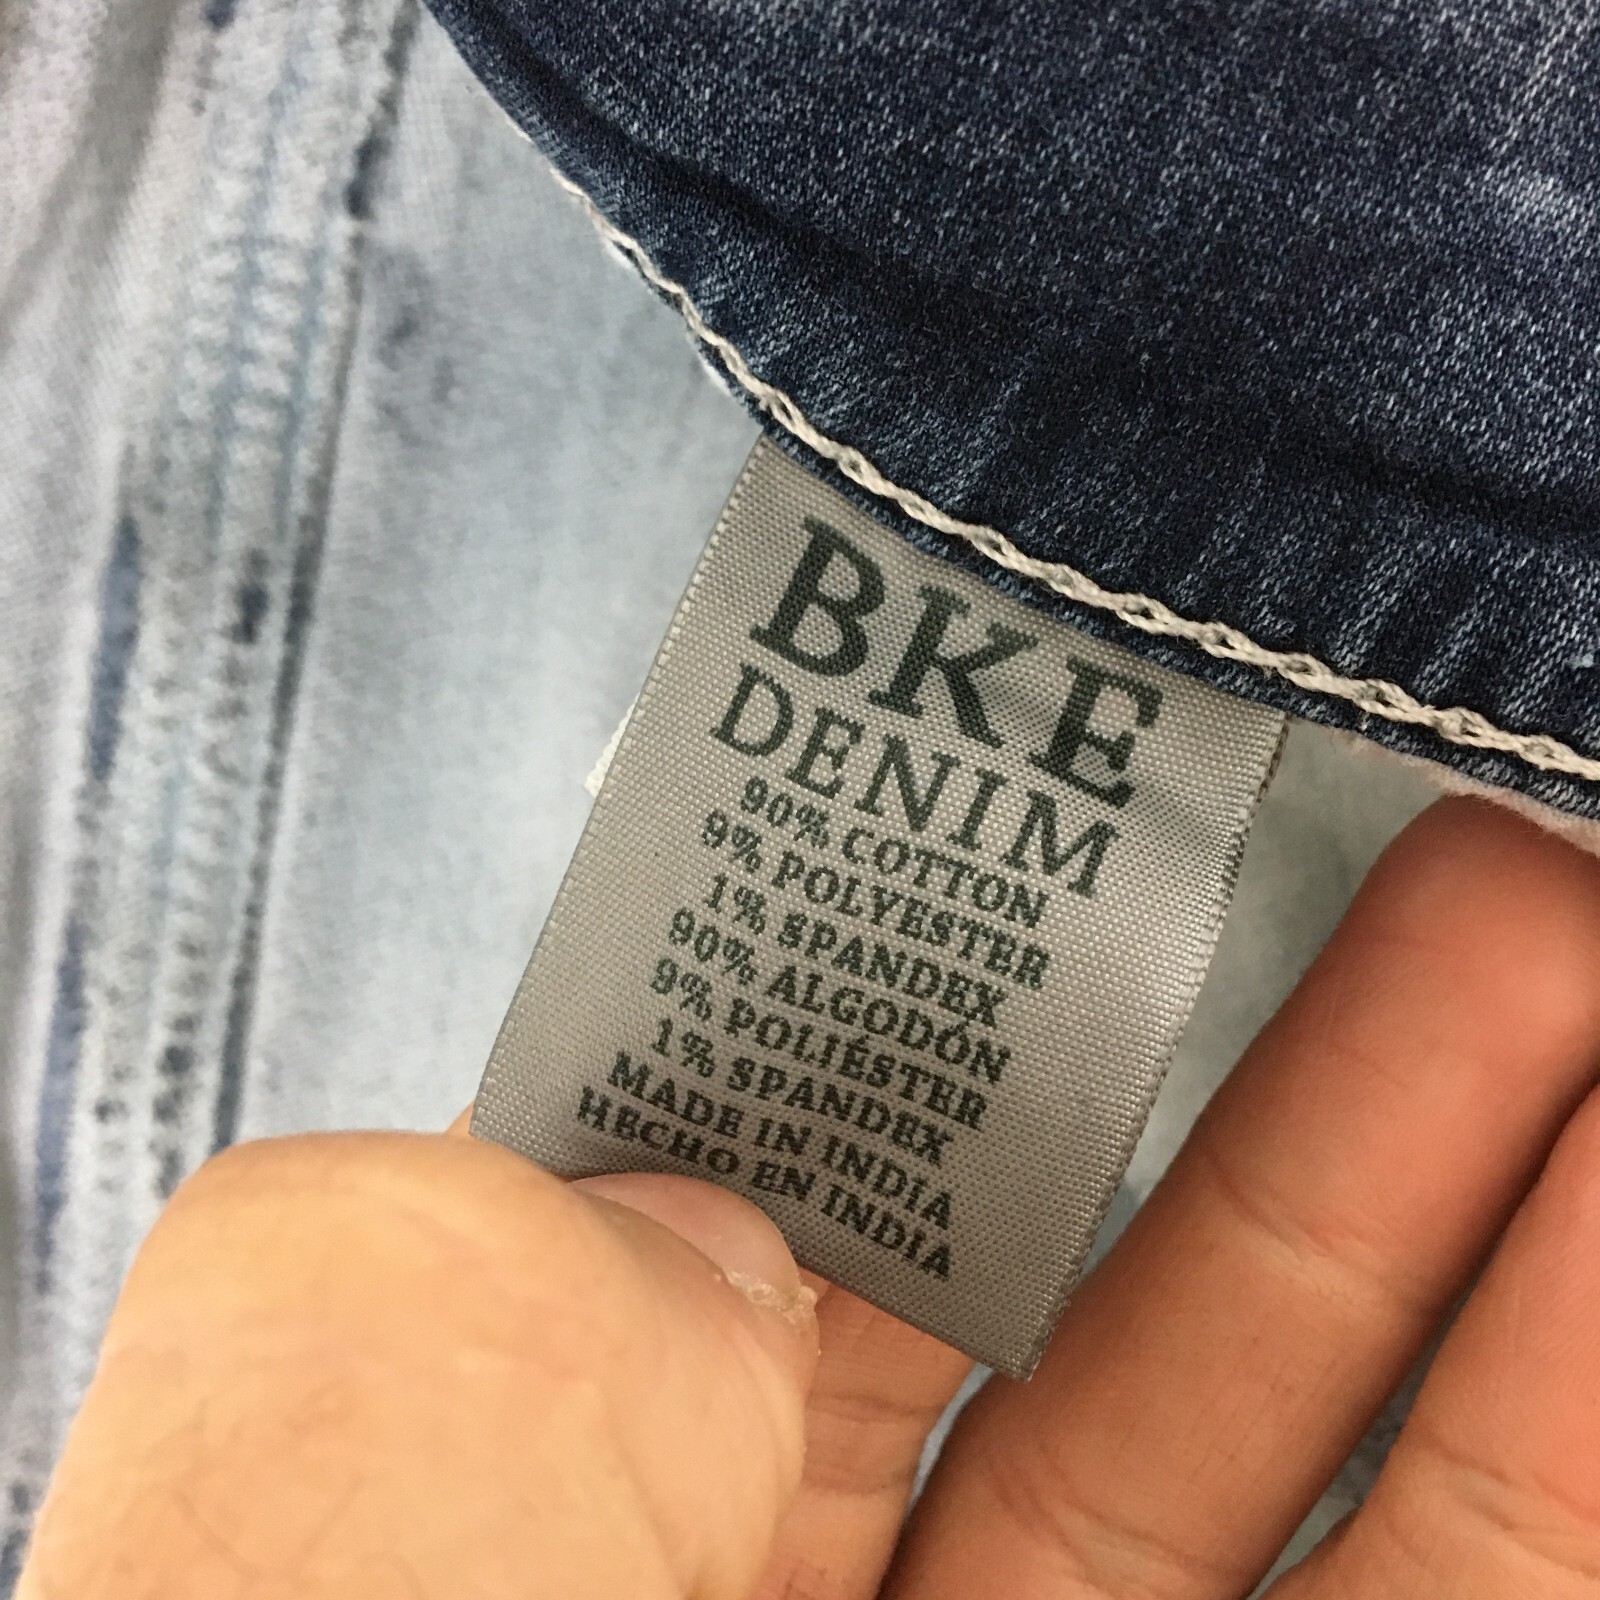 BKE
DENIM
90% COTTON
9% POLYESTER
1% SPANDEX
90% ALGODÓN
9% POLIÉSTER
1% SPANDEX
MADE IN INDIA
HECHO EN INDIA